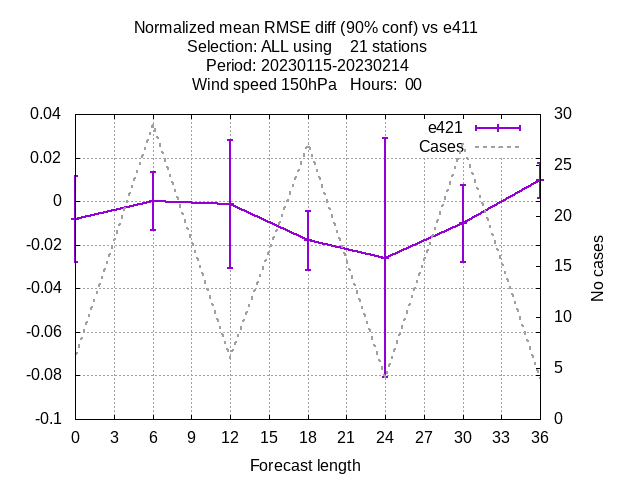 Normalized mean RMSE diff (90% conf) vs e411
Selection: ALL using    21 stations
Period: 20230115-20230214
Wind speed 150hPa   Hours:  00
e421
Cases
0.04
0.02
0
-0.02
-0.04
-0.06
-0.08
-0.1
30
25
20
15
10
5
0
No cases
0 3 6 9 12 15 18 21 24 27 30 33 36
Forecast length